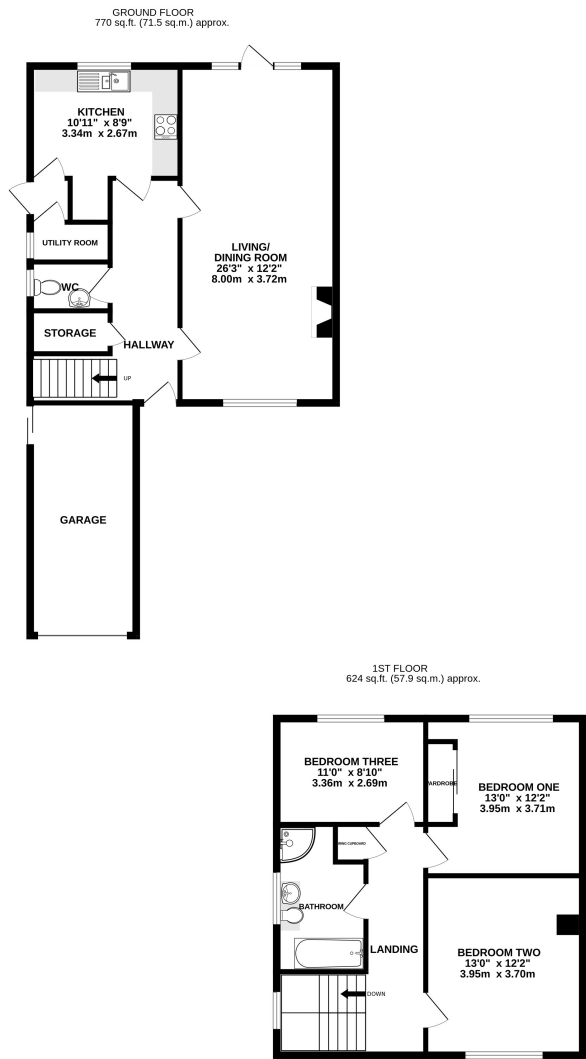 GROUND FLOOR
770 sq.ft. (71.5 sq.m.) approx.
KITCHEN
10'11" x 8'9"
3.34m x 2.67m
UTILITY ROOM
WC
LIVING/
DINING ROOM
26'3" x 12'2"
8.00m x 3.72m
STORAGE
HALLWAY
UP
GARAGE
1ST FLOOR
624 sq.ft. (57.9 sq.m.) approx.
BEDROOM THREE
11'0" x 8'10"
3.36m x 2.69m
BEDROOM ONE
13'0" x 12'2"
3.95m x 3.71m
CUPBOARD
BATHROOM
LANDING
BEDROOM TWO
13'0" x 12'2"
3.95m x 3.70m
DOWN